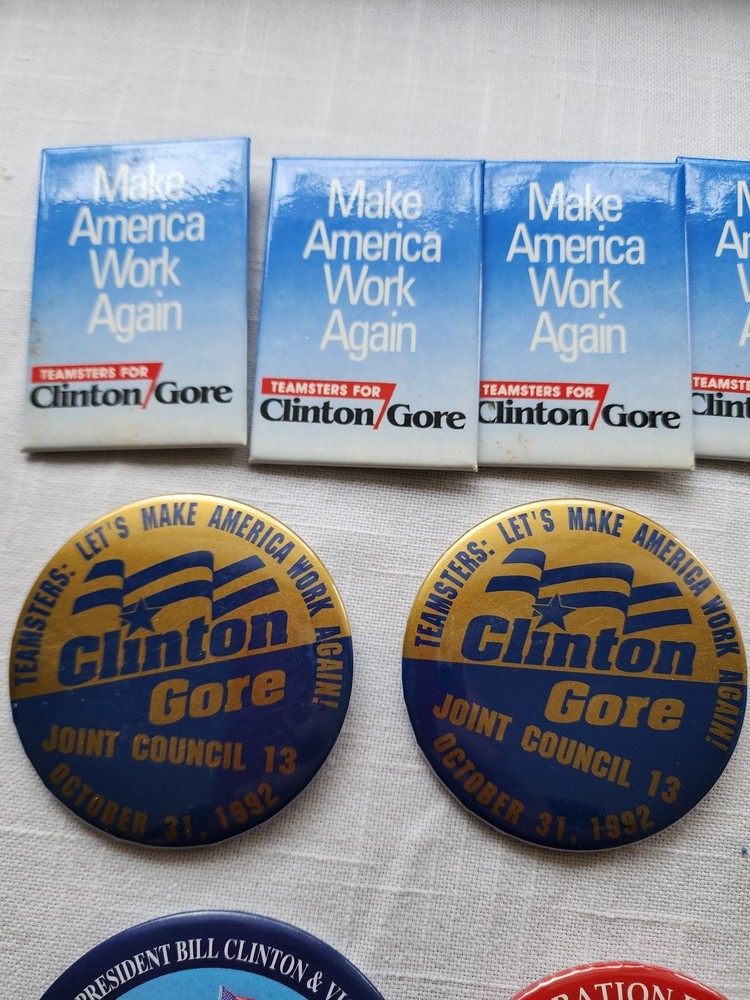 Make
America
Work
Again
TEAMSTERS FOR
Clinton/Gore
Make
America
Work
Again
TEAMSTERS FOR
Clinton/Gore
Make
America
Work
Again
TEAMSTERS FOR
Clinton/Gore
TEAMSTERS: LET'S MAKE AMERICA WORK AGAIN!
Clinton
Gore
JOINT COUNCIL 13
OCTOBER 31, 1992
TEAMSTERS: LET'S MAKE AMERICA WORK AGAIN!
Clinton
Gore
JOINT COUNCIL 13
OCTOBER 31, 1992
PRESIDENT BILL CLINTON &